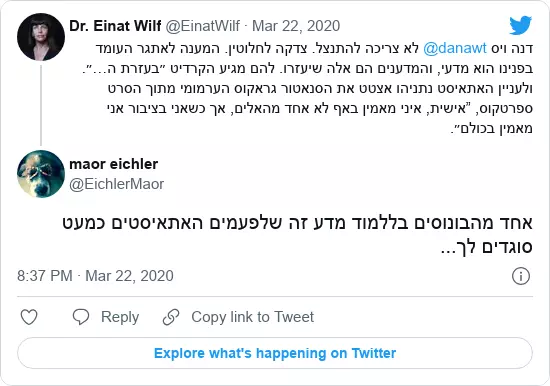 Dr. Einat Wilf @EinatWilf · Mar 22, 2020
דנה ויס @danawt לא צריכה להתנצל. צדקה לחלוטין. המענה לאתגר העומד
בפנינו הוא מדעי, והמדענים הם אלה שיעזרו. להם מגיע הקרדיט ״בעזרת ה...״.
ולעניין האתאיסט נתניהו אצטט את הסנאטור גראקוס הערמומי מתוך הסרט
ספרטקוס, ״אישית, איני מאמין באף לא אחד מהאלים, אך כשאני בציבור אני
מאמין בכולם״.
maor eichler
@EichlerMaor
אחד מהבונוסים בללמוד מדע זה שלפעמים האתאיסטים כמעט
סוגדים לך...
8:37 PM · Mar 22, 2020
Reply Copy link to Tweet
Explore what's happening on Twitter